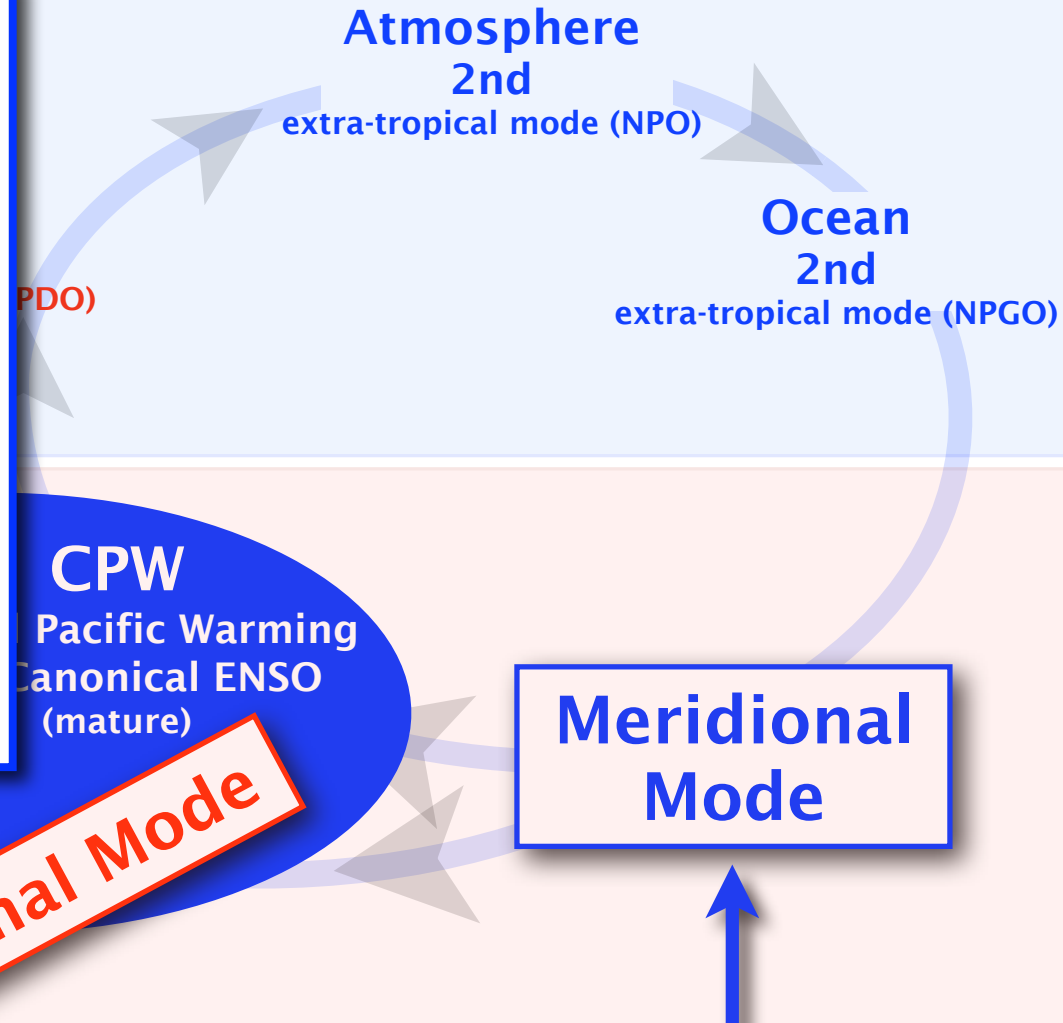 Atmosphere
2nd
extra-tropical mode (NPO)
Ocean
2nd
extra-tropical mode (NPGO)
PDO)
CPW
Pacific Warming
Canonical ENSO
(mature)
Meridional
Mode
nal Mode